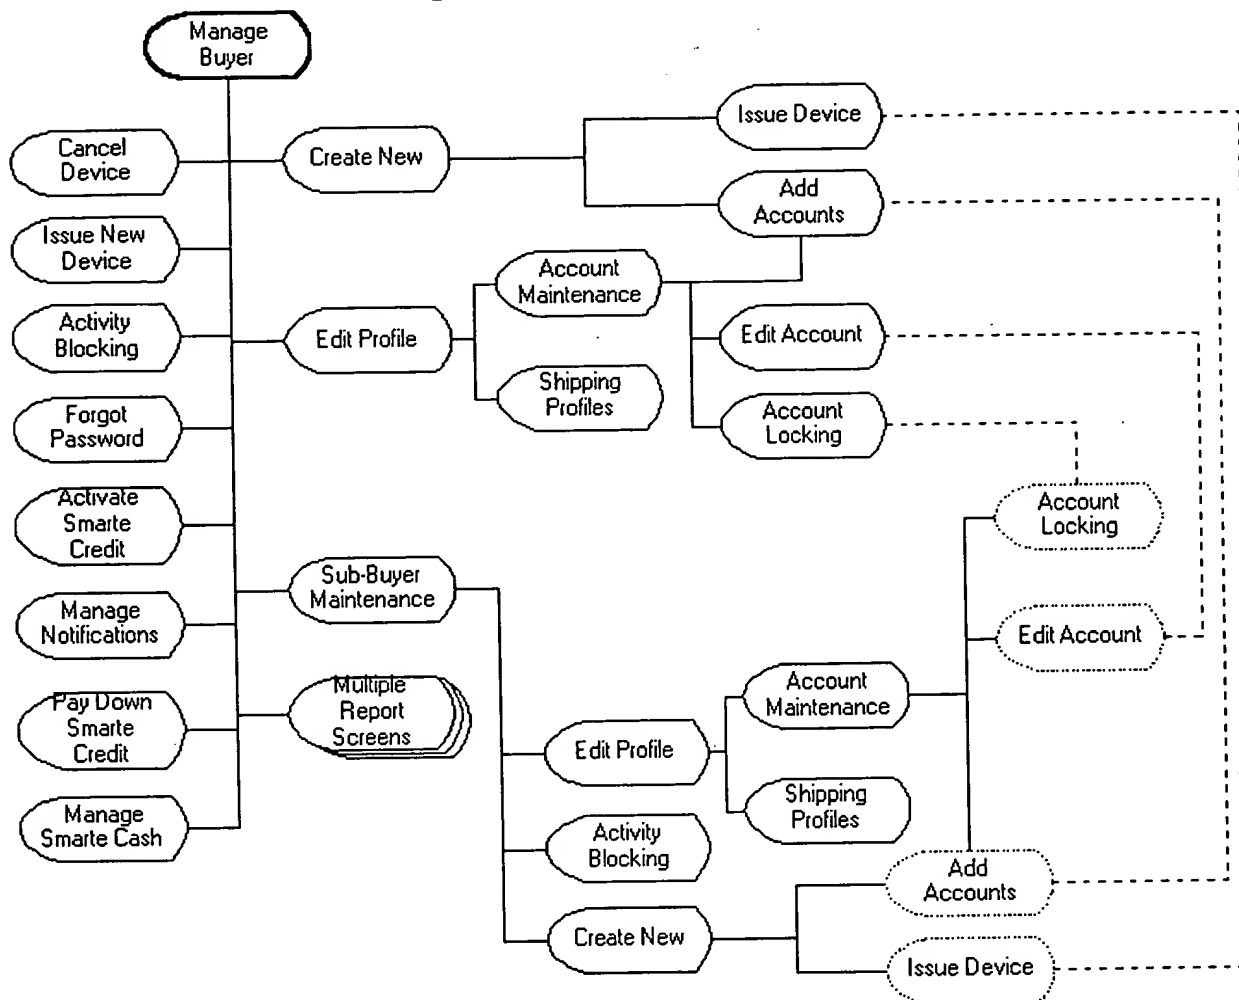 Manage
Buyer
Issue Device
Cancel
Device
Create New
Add
Accounts
Issue New
Device
Account
Maintenance
Activity
Blocking
Edit Profile
Edit Account
Shipping
Profiles
Forgot
Password
Account
Locking
Activate
Smarte
Credit
Account
Locking
Sub-Buyer
Maintenance
Manage
Notifications
Edit Account
Multiple
Report
Screens
Account
Maintenance
Pay Down
Smarte
Credit
Edit Profile
Shipping
Profiles
Manage
Smarte Cash
Activity
Blocking
Add
Accounts
Create New
Issue Device